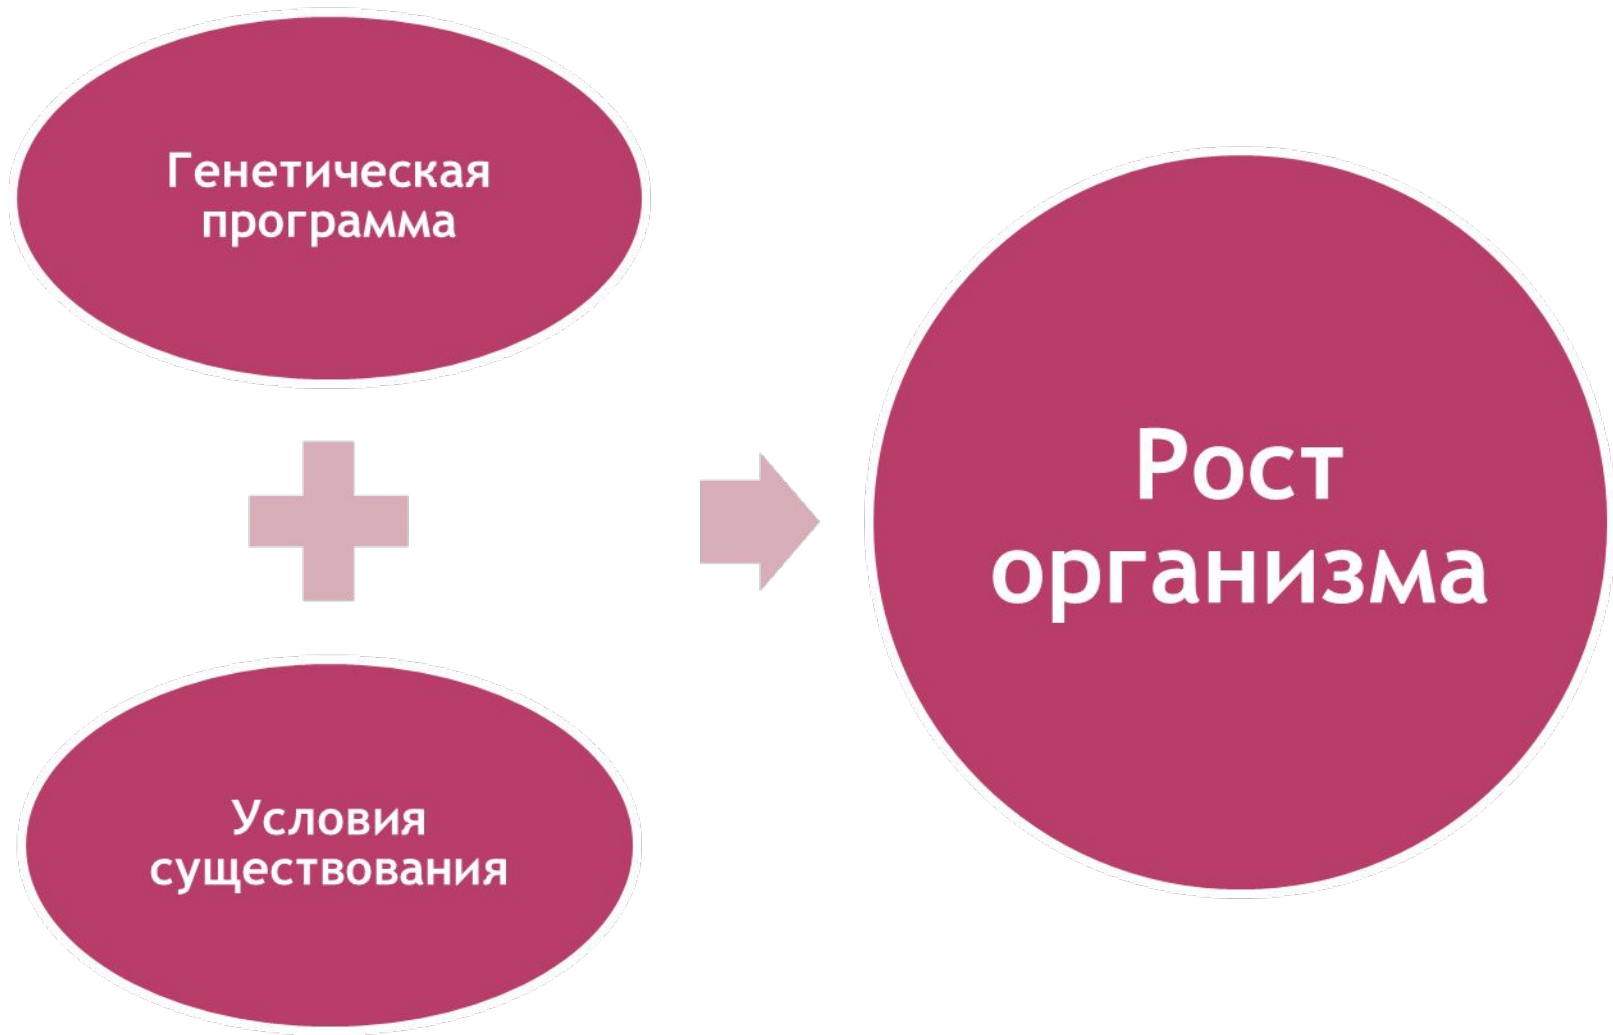 Генетическая
программа
Рост
организма
Условия
существования